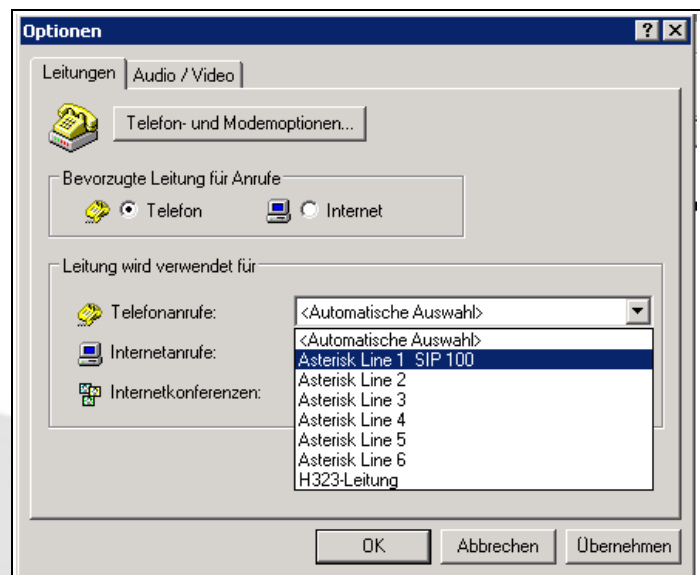 Optionen
Leitungen
Audio / Video
Telefon- und Modemoptionen...
Bevorzugte Leitung für Anrufe
Telefon
Internet
Leitung wird verwendet für
Telefonanrufe:
<Automatische Auswahl>
<Automatische Auswahl>
Internetanrufe:
Asterisk Line 1 SIP 100
Asterisk Line 2
Internetkonferenzen:
Asterisk Line 3
Asterisk Line 4
Asterisk Line 5
Asterisk Line 6
H323-Leitung
OK
Abbrechen
Übernehmen